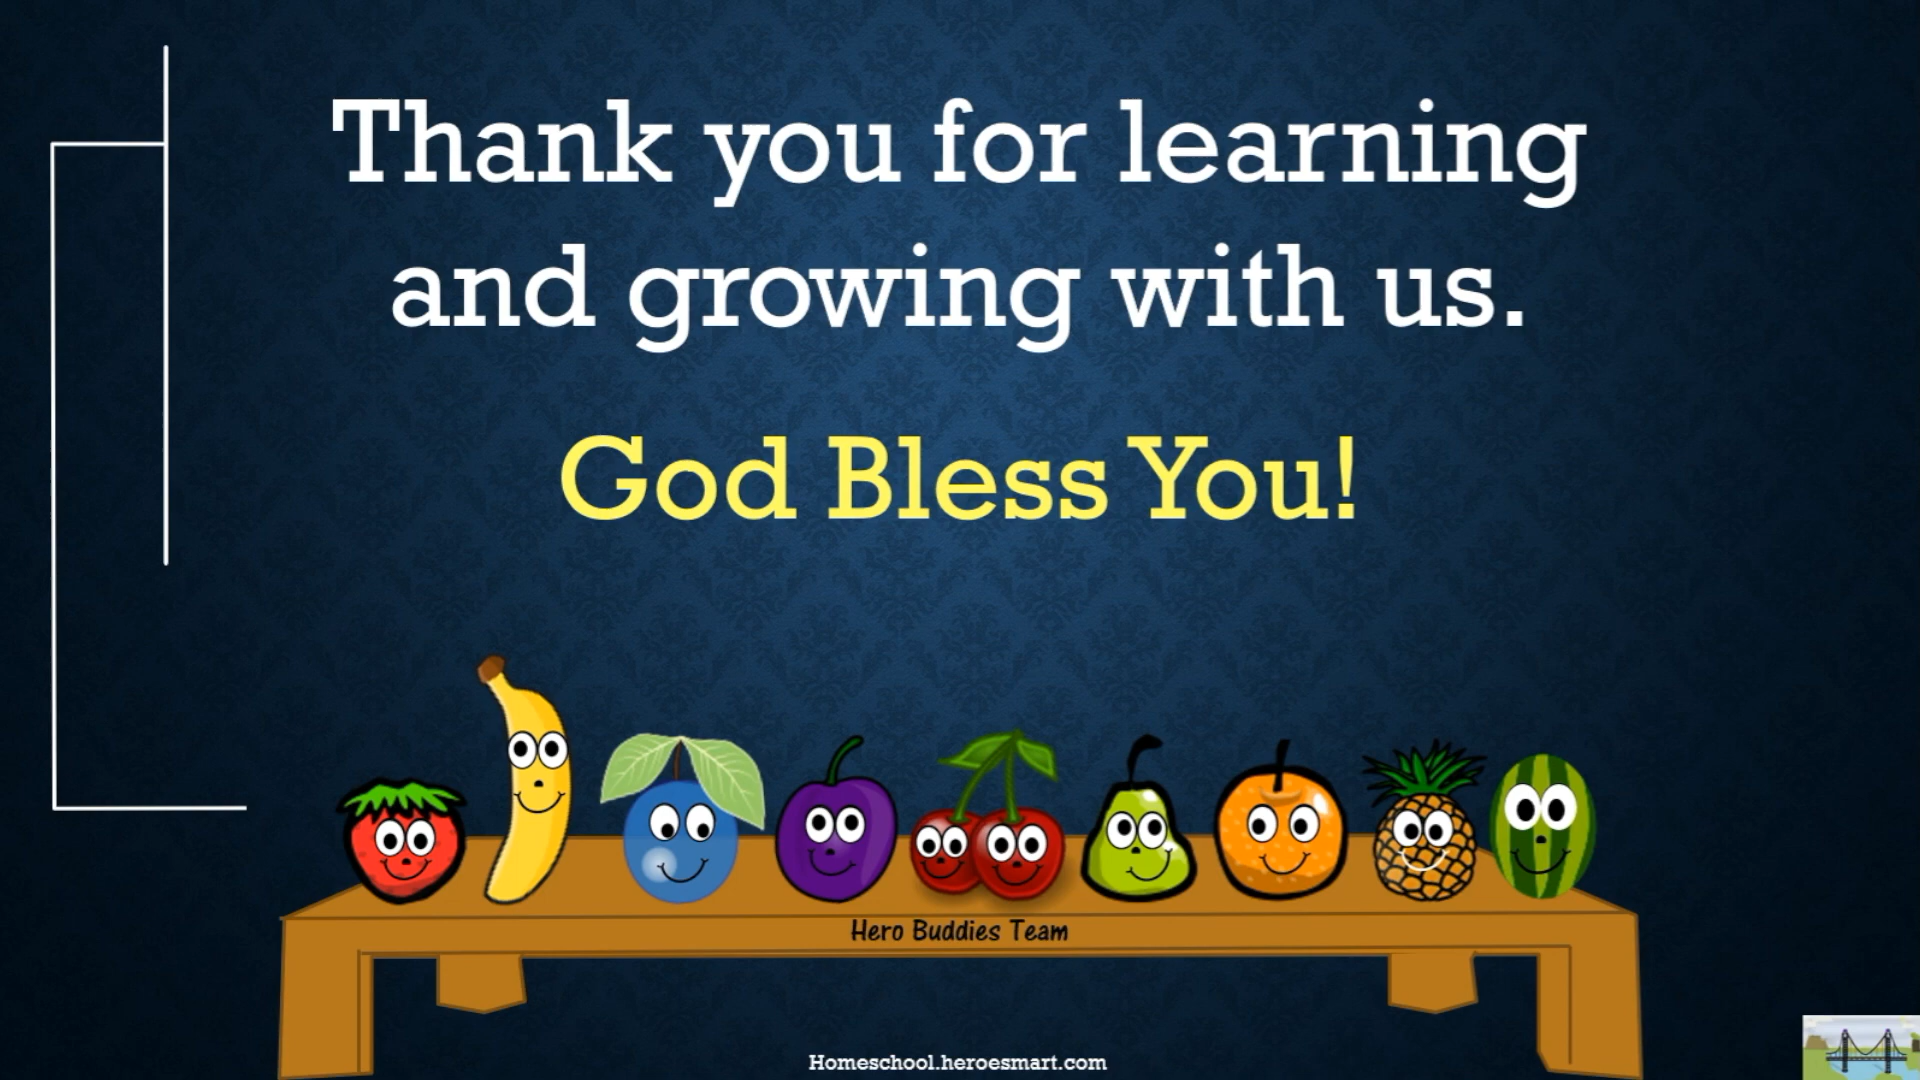 Thank you for learning
and growing with us.
God Bless You!
Hero Buddies Team
Homeschool.heroesmart.com